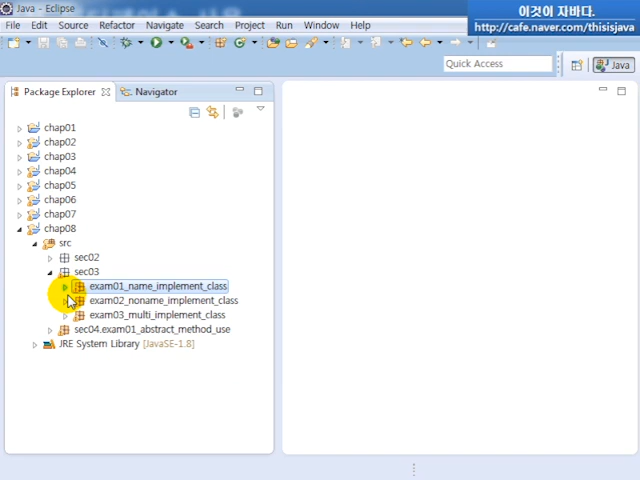 Java - Eclipse
이것이 자바다.
http://cafe.naver.com/thisisjava
File Edit Source Refactor Navigate Search Project Run Window Help
Quick Access
Java
Package Explorer
Navigator
chap01
chap02
chap03
chap04
chap05
chap06
chap07
chap08
src
sec02
sec03
exam01_name_implement_class
exam02_noname_implement_class
exam03_multi_implement_class
sec04.exam01_abstract_method_use
JRE System Library [JavaSE-1.8]